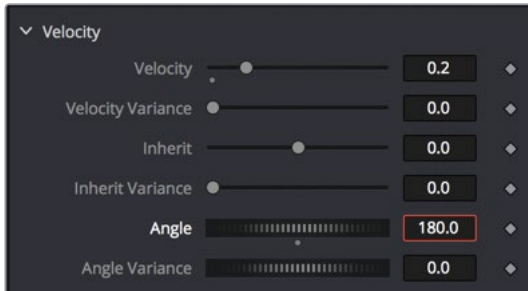 Velocity
Velocity 0.2
Velocity Variance 0.0
Inherit 0.0
Inherit Variance 0.0
Angle 180.0
Angle Variance 0.0